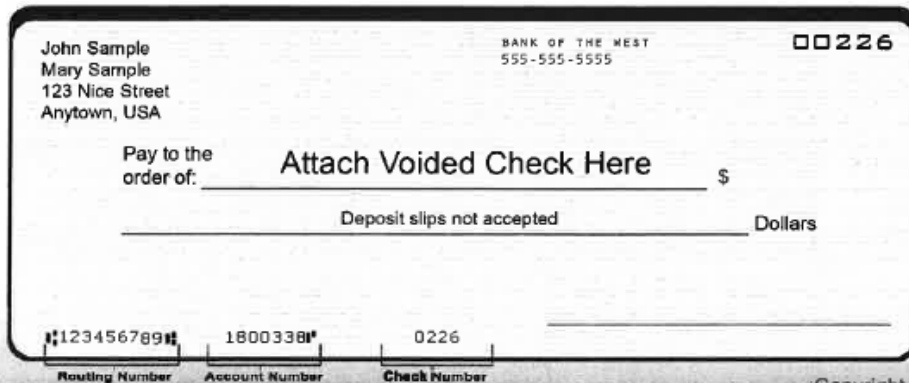 John Sample
Mary Sample
123 Nice Street
Anytown, USA
BANK OF THE WEST
555-555-5555
00226
Pay to the
order of:
Attach Voided Check Here
$
Deposit slips not accepted
Dollars
⑆123456789⑆ 1800338⑈ 0226
Routing Number Account Number Check Number
Copyright